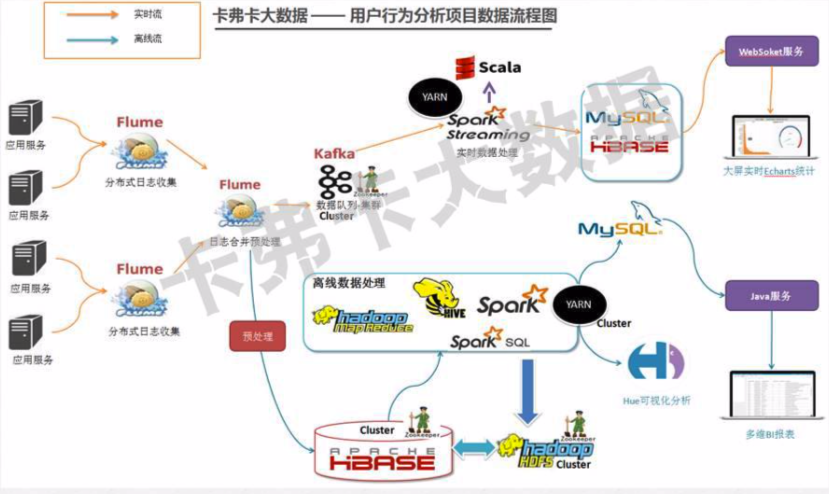 卡弗卡大数据 —— 用户行为分析项目数据流程图
实时流
离线流
WebSoket服务
Scala
YARN
Spark
Streaming
实时数据处理
MySQL
APACHE
HBASE
大屏实时Echarts统计
应用服务
Flume
分布式日志收集
应用服务
Flume
日志合并预处理
Kafka
Zookeeper
数据队列-集群
Cluster
应用服务
Flume
分布式日志收集
应用服务
预处理
离线数据处理
hadoop
Map Reduce
HIVE
Spark
Spark SQL
YARN
Cluster
MySQL
Java服务
Hue可视化分析
多维BI报表
Cluster
Zookeeper
APACHE
HBASE
Zookeeper
hadoop
HDFS
Cluster
卡弗卡大数据